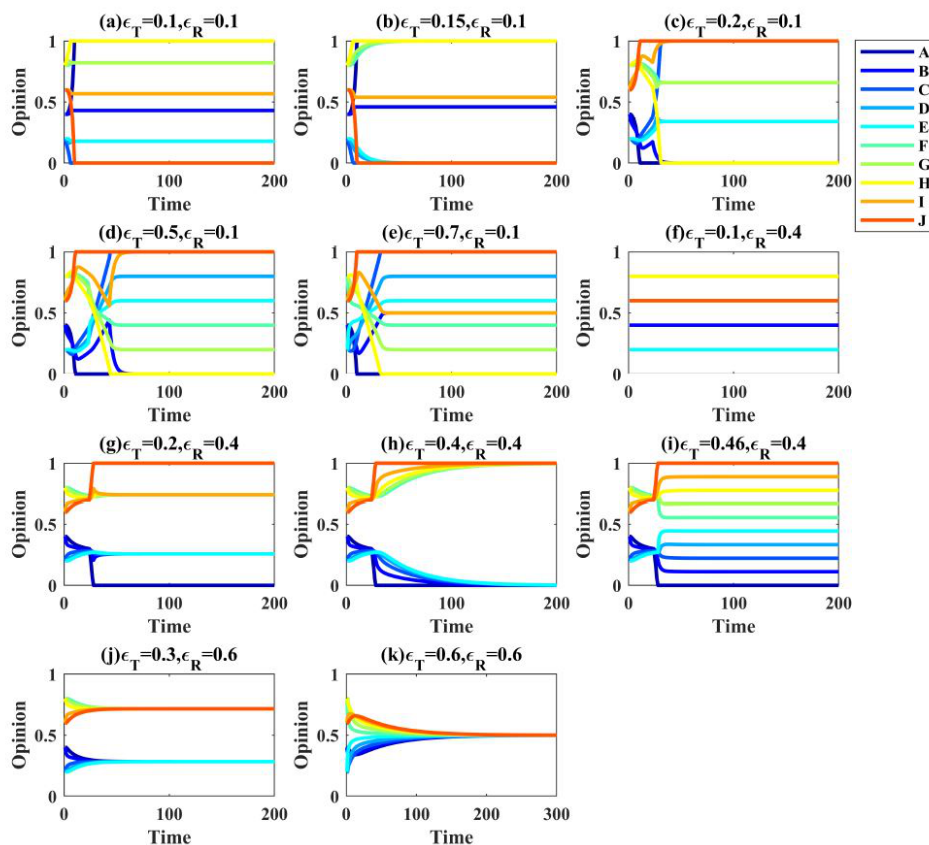 (a)ϵT=0.1,ϵR=0.1
(b)ϵT=0.15,ϵR=0.1
(c)ϵT=0.2,ϵR=0.1
Opinion
1
0.5
0
0
100
200
Time
Opinion
1
0.5
0
0
100
200
Time
Opinion
1
0.5
0
0
100
200
Time
A
B
C
D
E
F
G
H
I
J
(d)ϵT=0.5,ϵR=0.1
(e)ϵT=0.7,ϵR=0.1
(f)ϵT=0.1,ϵR=0.4
Opinion
1
0.5
0
0
100
200
Time
Opinion
1
0.5
0
0
100
200
Time
Opinion
1
0.5
0
0
100
200
Time
(g)ϵT=0.2,ϵR=0.4
(h)ϵT=0.4,ϵR=0.4
(i)ϵT=0.46,ϵR=0.4
Opinion
1
0.5
0
0
100
200
Time
Opinion
1
0.5
0
0
100
200
Time
Opinion
1
0.5
0
0
100
200
Time
(j)ϵT=0.3,ϵR=0.6
(k)ϵT=0.6,ϵR=0.6
Opinion
1
0.5
0
0
100
200
Time
Opinion
1
0.5
0
0
100
200
300
Time